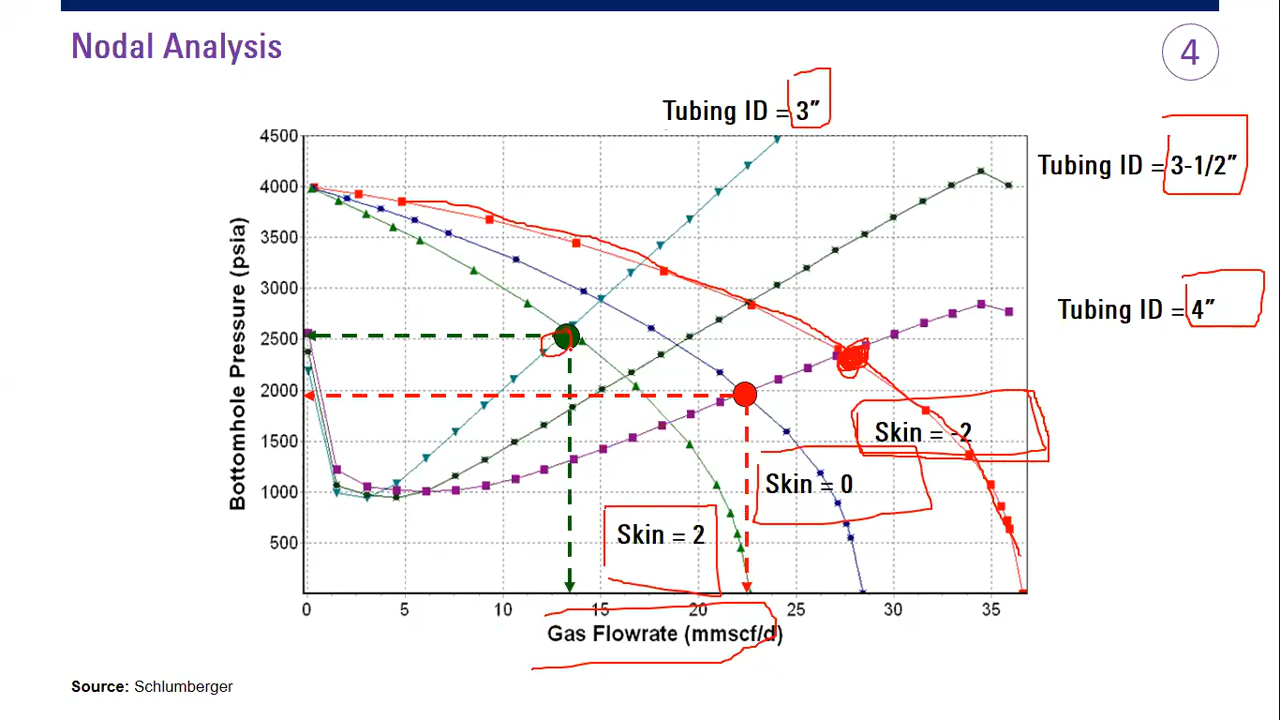 Nodal Analysis
4
Tubing ID = 3”
Tubing ID = 3-1/2”
Tubing ID = 4”
Bottomhole Pressure (psia)
4500
4000
3500
3000
2500
2000
1500
1000
500
Skin = -2
Skin = 0
Skin = 2
0 5 10 15 20 25 30 35
Gas Flowrate (mmscf/d)
Source: Schlumberger